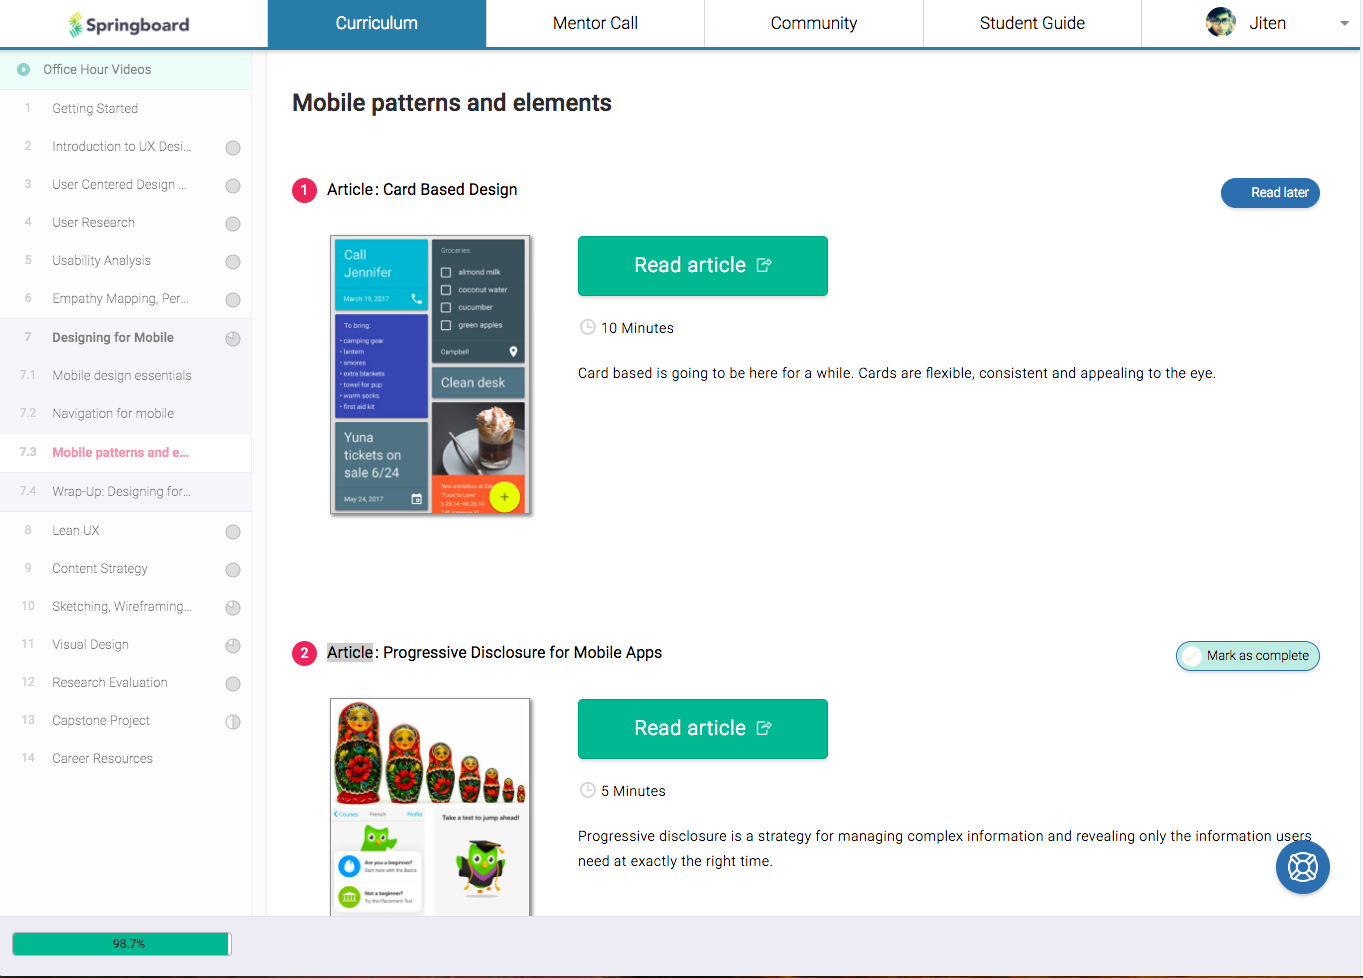 Springboard
Curriculum
Mentor Call
Community
Student Guide
Jiten
Office Hour Videos
1 Getting Started
2 Introduction to UX Desi...
3 User Centered Design ...
4 User Research
5 Usability Analysis
6 Empathy Mapping, Per...
7 Designing for Mobile
7.1 Mobile design essentials
7.2 Navigation for mobile
7.3 Mobile patterns and e...
7.4 Wrap-Up: Designing for...
8 Lean UX
9 Content Strategy
10 Sketching, Wireframing...
11 Visual Design
12 Research Evaluation
13 Capstone Project
14 Career Resources
98.7%
Mobile patterns and elements
1 Article: Card Based Design
Read later
Call
Jennifer
March 19, 2017
To bring:
• camping gear
• lantern
• smores
• extra blankets
• towel for pup
• warm socks
• first aid kit
Yuna
tickets on
sale 6/24
May 24, 2017
Groceries:
almond milk
coconut water
cucumber
green apples
Campbell
Clean desk
New exhibition at
"Food to Love"
6.25.14–06.26.14
Read article
10 Minutes
Card based is going to be here for a while. Cards are flexible, consistent and appealing to the eye.
2 Article: Progressive Disclosure for Mobile Apps
Mark as complete
Courses
French
Profile
Are you a beginner?
Start here with the Basics
Not a beginner?
Try this Placement Test
Take a test to jump ahead!
Read article
5 Minutes
Progressive disclosure is a strategy for managing complex information and revealing only the information users
need at exactly the right time.